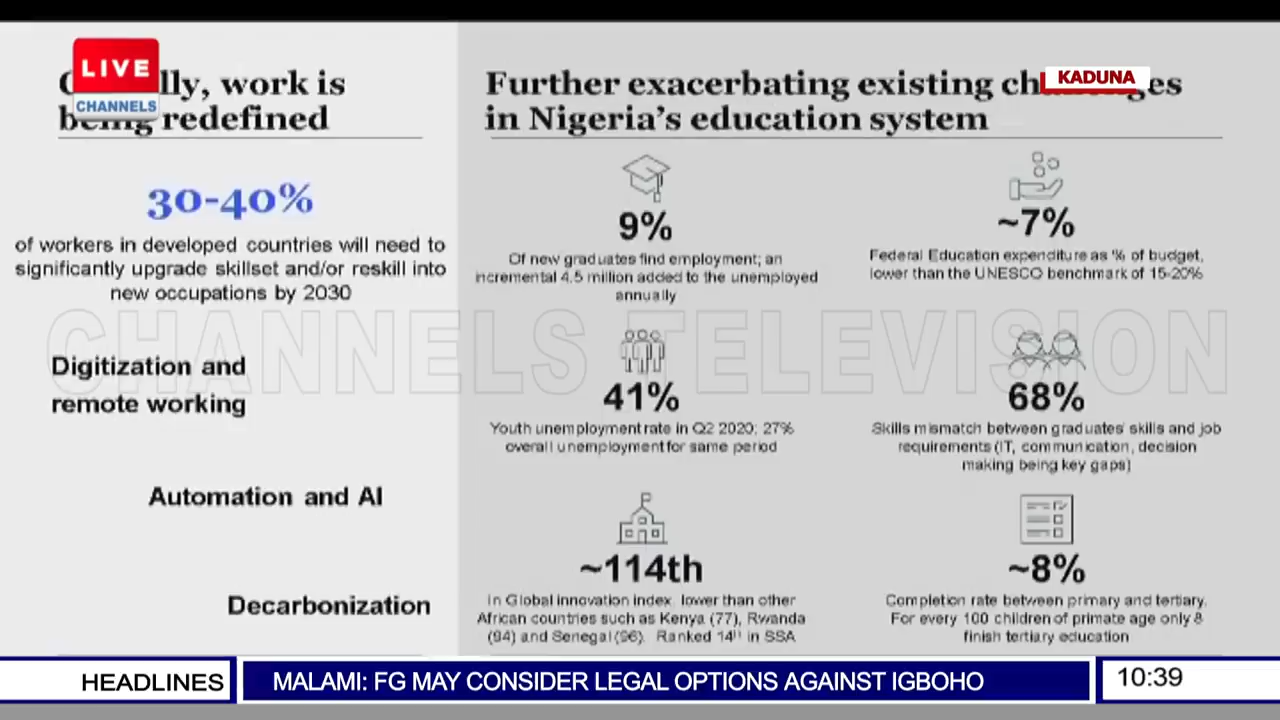 LIVE
CHANNELS
KADUNA
lly, work is
being redefined
30-40%
of workers in developed countries will need to
significantly upgrade skillset and/or reskill into
new occupations by 2030
Digitization and
remote working
Automation and AI
Decarbonization
Further exacerbating existing challenges
in Nigeria's education system
9%
Of new graduates find employment; an
incremental 4.5 million added to the unemployed
annually
~7%
Federal Education expenditure as % of budget,
lower than the UNESCO benchmark of 15-20%
41%
Youth unemployment rate in Q2 2020; 27%
overall unemployment for same period
68%
Skills mismatch between graduates' skills and job
requirements (IT, communication, decision
making being key gaps)
~114th
In Global innovation index, lower than other
African countries such as Kenya (77), Rwanda
(94) and Senegal (96). Ranked 14th in SSA
~8%
Completion rate between primary and tertiary.
For every 100 children of primate age only 8
finish tertiary education
CHANNELS TELEVISION
HEADLINES
MALAMI: FG MAY CONSIDER LEGAL OPTIONS AGAINST IGBOHO
10:39